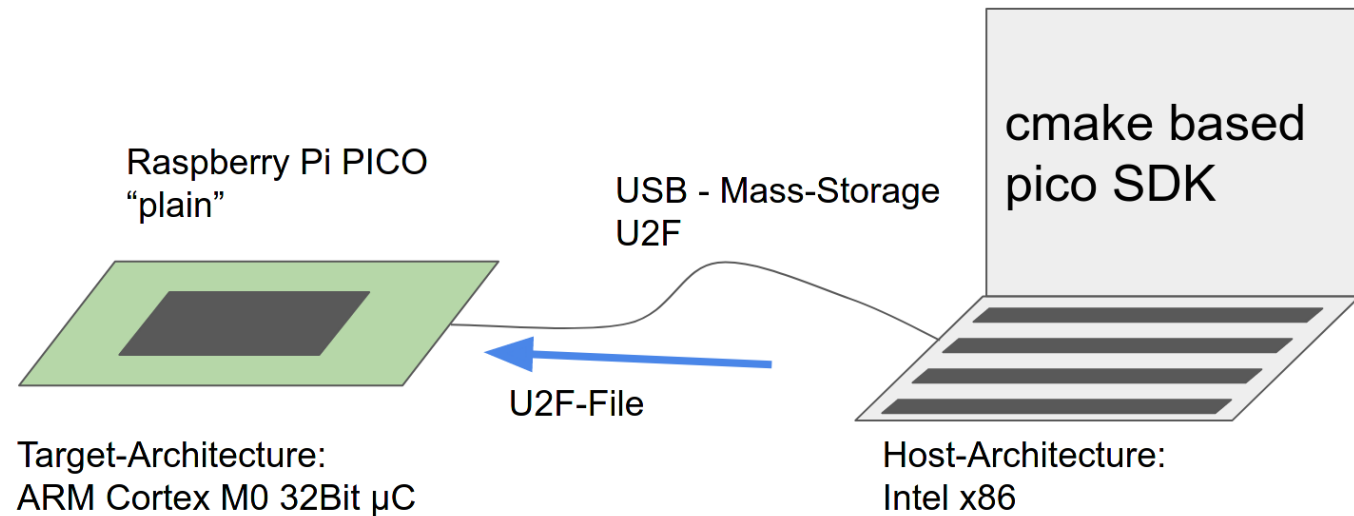 cmake based
pico SDK
Raspberry Pi PICO
“plain”
USB - Mass-Storage
U2F
U2F-File
Target-Architecture:
ARM Cortex M0 32Bit µC
Host-Architecture:
Intel x86